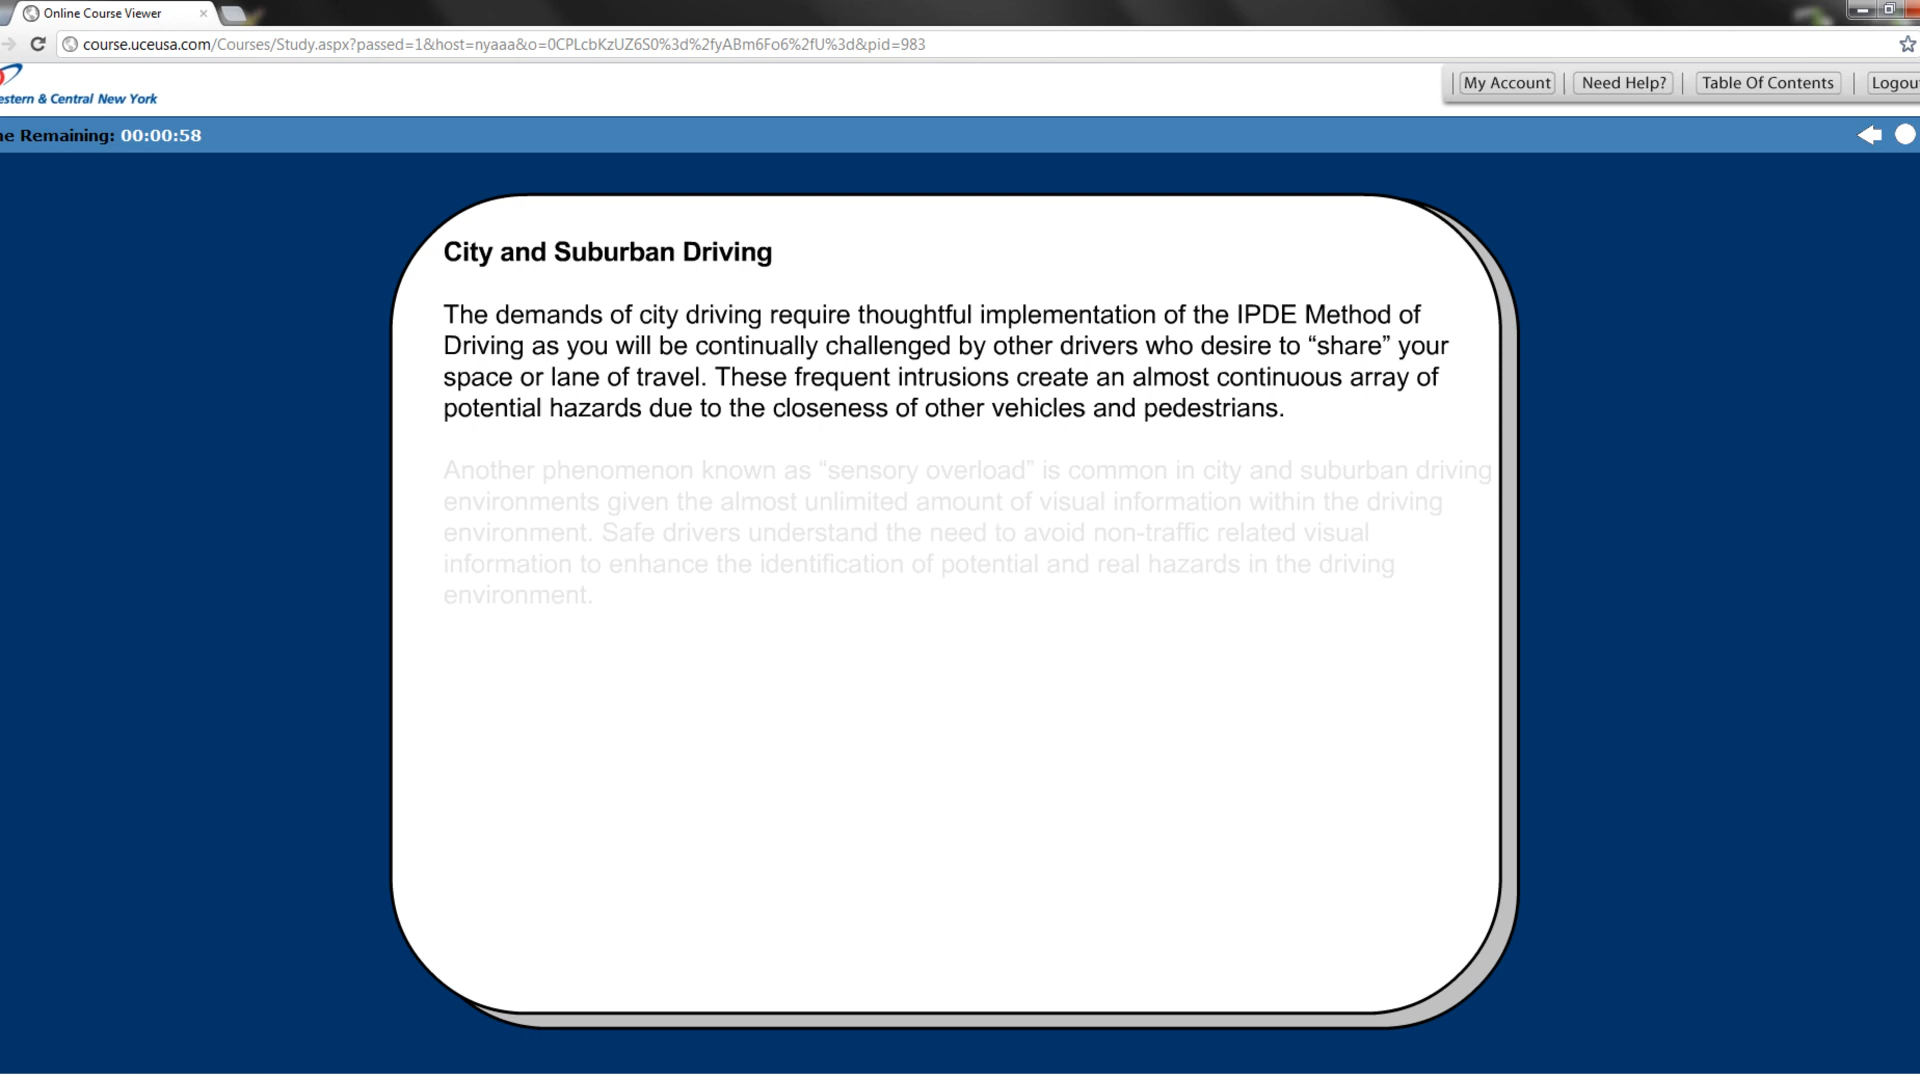 Online Course Viewer
course.uceusa.com/Courses/Study.aspx?passed=1&host=nyaaa&o=0CPLcbKzUZ6S0%3d%2fyABm6Fo6%2fU%3d&pid=983
estern & Central New York
My Account | Need Help? | Table Of Contents | Logou
ne Remaining: 00:00:58
City and Suburban Driving
The demands of city driving require thoughtful implementation of the IPDE Method of
Driving as you will be continually challenged by other drivers who desire to “share” your
space or lane of travel. These frequent intrusions create an almost continuous array of
potential hazards due to the closeness of other vehicles and pedestrians.
Another phenomenon known as “sensory overload” is common in city and suburban driving
environments given the almost unlimited amount of visual information within the driving
environment. Safe drivers understand the need to avoid non-traffic related visual
information to enhance the identification of potential and real hazards in the driving
environment.